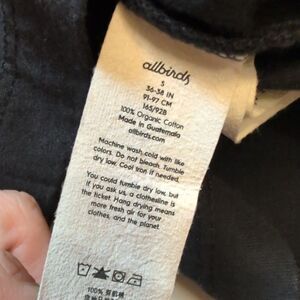 allbirds
S
36-38 IN
91-97 CM
165/92B
100% Organic Cotton
Made in Guatemala
allbirds.com
Machine wash cold with like
colors. Do not bleach. Tumble
dry low. Cool iron if needed.
You could tumble dry low, but
if you ask us, a clothesline is
the ticket. Hang drying means
more fresh air for your
clothes, and the planet.
100%